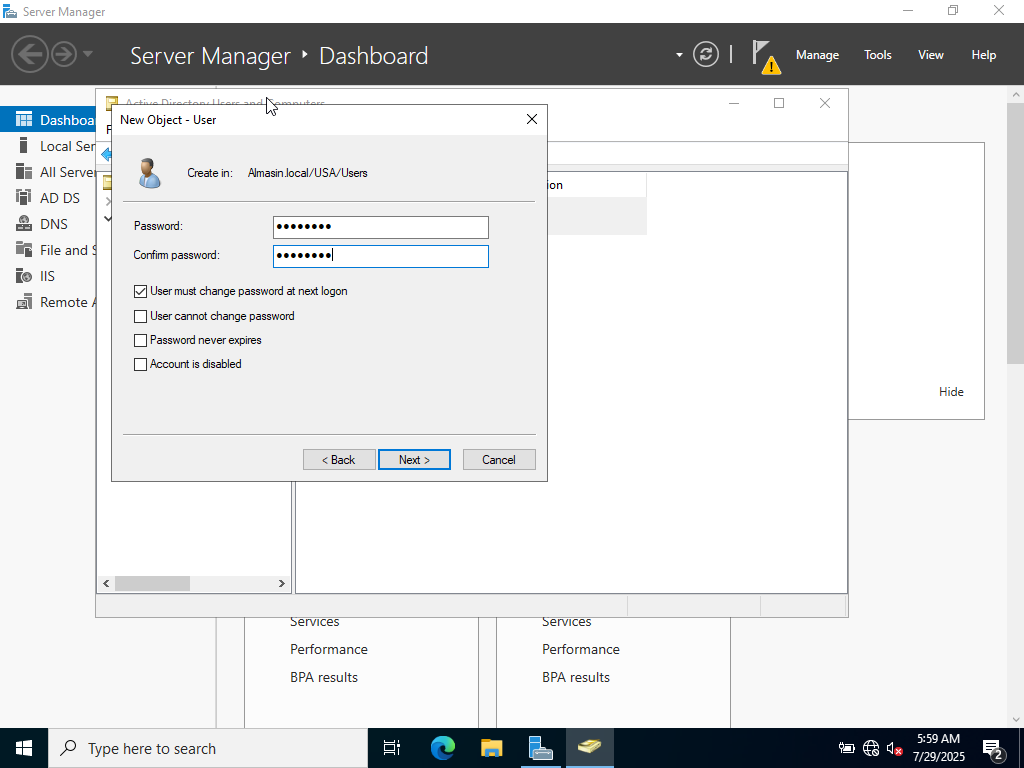 Server Manager
Server Manager • Dashboard
Manage Tools View Help
Active Directory Users and Computers
New Object - User
Create in: Almasin.local/USA/Users
Password: ●●●●●●●●
Confirm password: ●●●●●●●●
User must change password at next logon
User cannot change password
Password never expires
Account is disabled
< Back Next > Cancel
Dashboa
Local Ser
All Server
AD DS
DNS
File and S
IIS
Remote A
F
ion
Hide
Services
Performance
BPA results
Services
Performance
BPA results
Type here to search
5:59 AM
7/29/2025
2